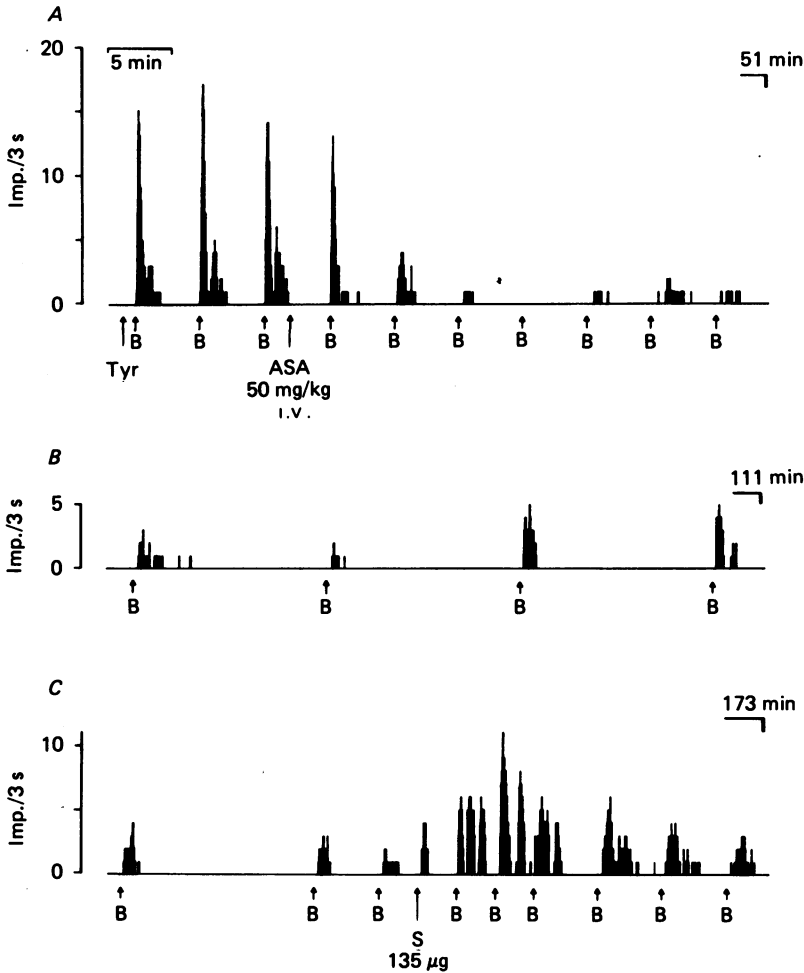 A
20
5 min
51 min
Imp./3 s
10
0
B B B B B B B B B B
Tyr
ASA
50 mg/kg
I.V.
B
5
111 min
Imp./3 s
0
B B B B
C
173 min
10
Imp./3 s
0
B B B B B B B B B
S
135 µg